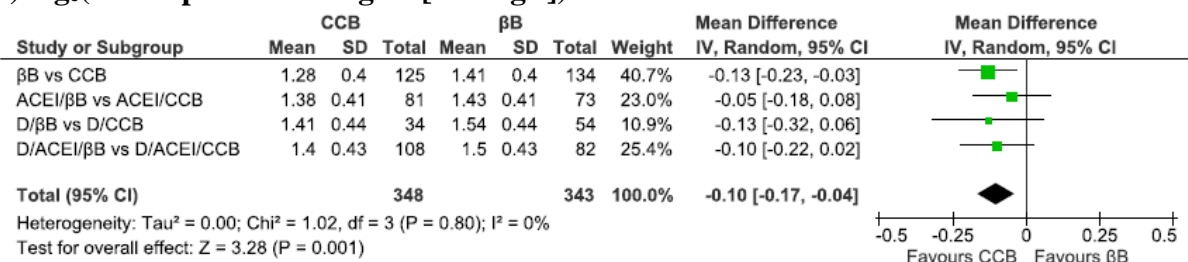 CCB βB Mean Difference Mean Difference
Study or Subgroup Mean SD Total Mean SD Total Weight IV, Random, 95% CI IV, Random, 95% CI
βB vs CCB 1.28 0.4 125 1.41 0.4 134 40.7% -0.13 [-0.23, -0.03]
ACEI/βB vs ACEI/CCB 1.38 0.41 81 1.43 0.41 73 23.0% -0.05 [-0.18, 0.08]
D/βB vs D/CCB 1.41 0.44 34 1.54 0.44 54 10.9% -0.13 [-0.32, 0.06]
D/ACEI/βB vs D/ACEI/CCB 1.4 0.43 108 1.5 0.43 82 25.4% -0.10 [-0.22, 0.02]
Total (95% CI) 348 343 100.0% -0.10 [-0.17, -0.04]
Heterogeneity: Tau² = 0.00; Chi² = 1.02, df = 3 (P = 0.80); I² = 0%
Test for overall effect: Z = 3.28 (P = 0.001)
-0.5 -0.25 0 0.25 0.5
Favours CCB Favours βB